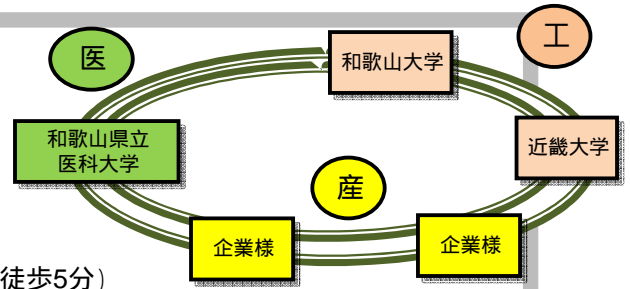 医
工
和歌山大学
和歌山県立
医科大学
近畿大学
産
企業様
企業様
徒歩5分）